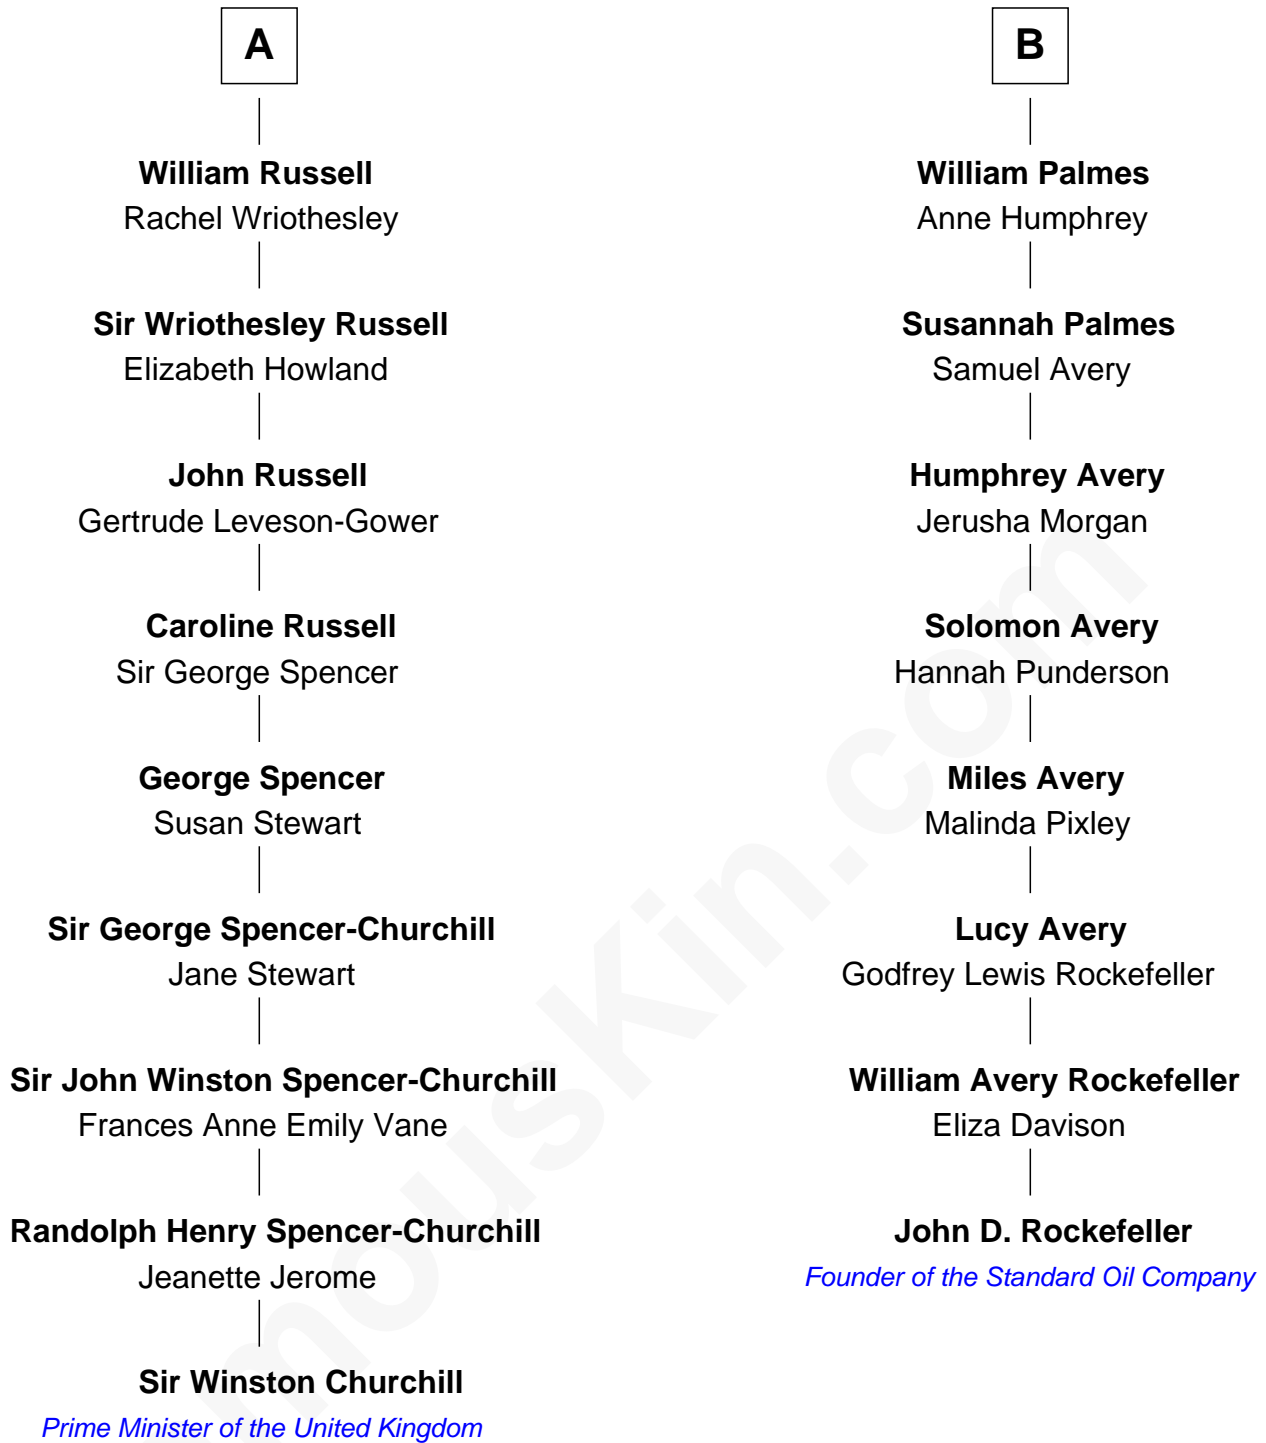 A
William Russell
Rachel Wriothesley
Sir Wriothesley Russell
Elizabeth Howland
John Russell
Gertrude Leveson-Gower
Caroline Russell
Sir George Spencer
George Spencer
Susan Stewart
Sir George Spencer-Churchill
Jane Stewart
Sir John Winston Spencer-Churchill
Frances Anne Emily Vane
Randolph Henry Spencer-Churchill
Jeanette Jerome
Sir Winston Churchill
Prime Minister of the United Kingdom
B
William Palmes
Anne Humphrey
Susannah Palmes
Samuel Avery
Humphrey Avery
Jerusha Morgan
Solomon Avery
Hannah Punderson
Miles Avery
Malinda Pixley
Lucy Avery
Godfrey Lewis Rockefeller
William Avery Rockefeller
Eliza Davison
John D. Rockefeller
Founder of the Standard Oil Company
mousKin.com